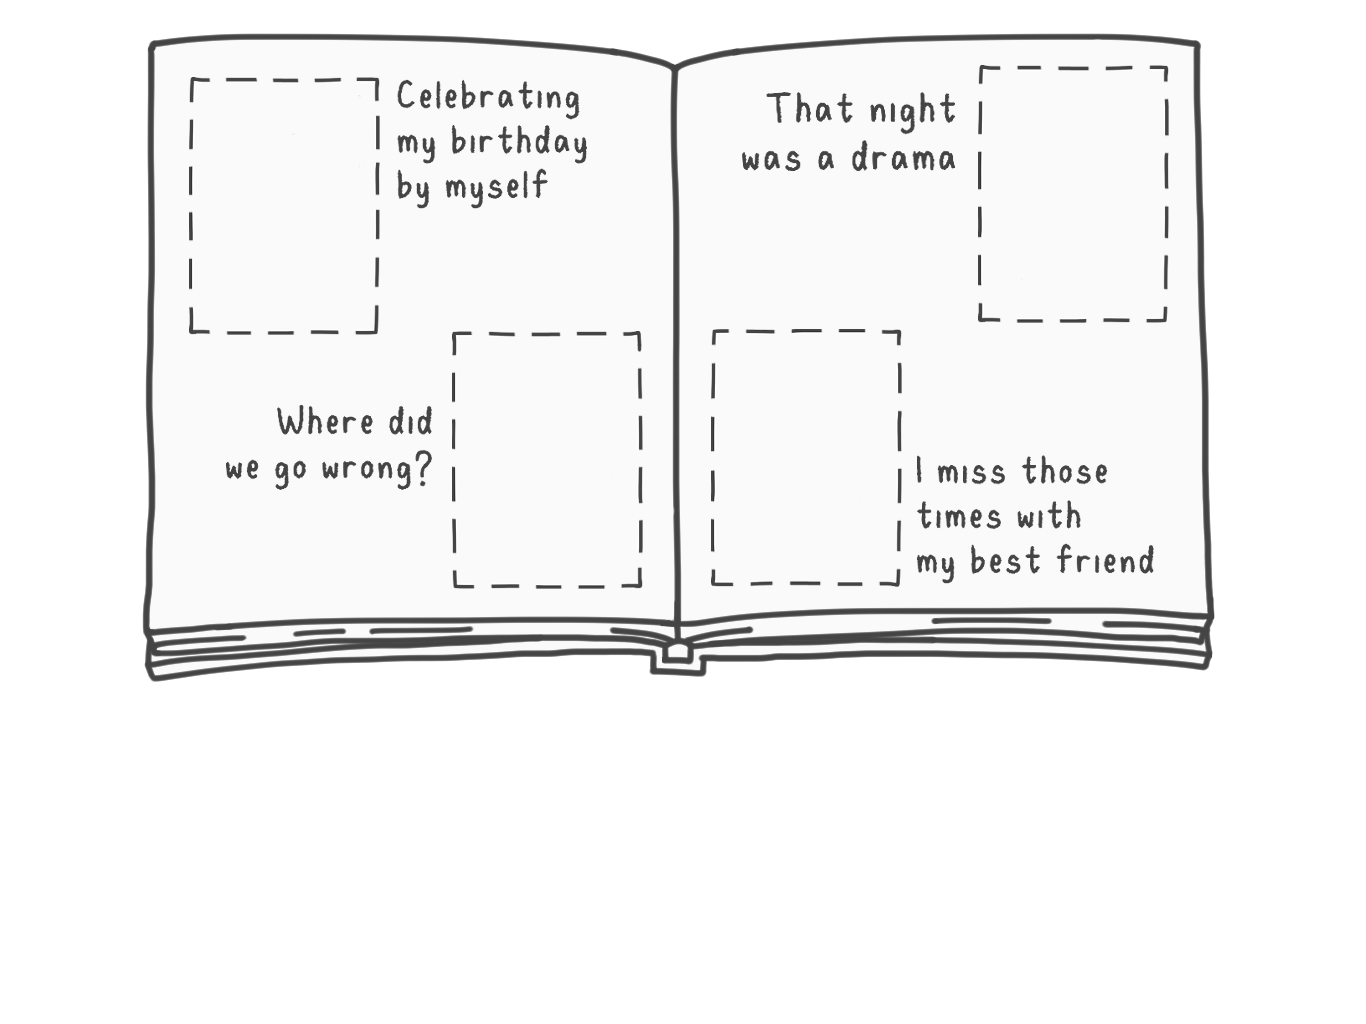 Celebrating
my birthday
by myself
Where did
we go wrong?
That night
was a drama
I miss those
times with
my best friend